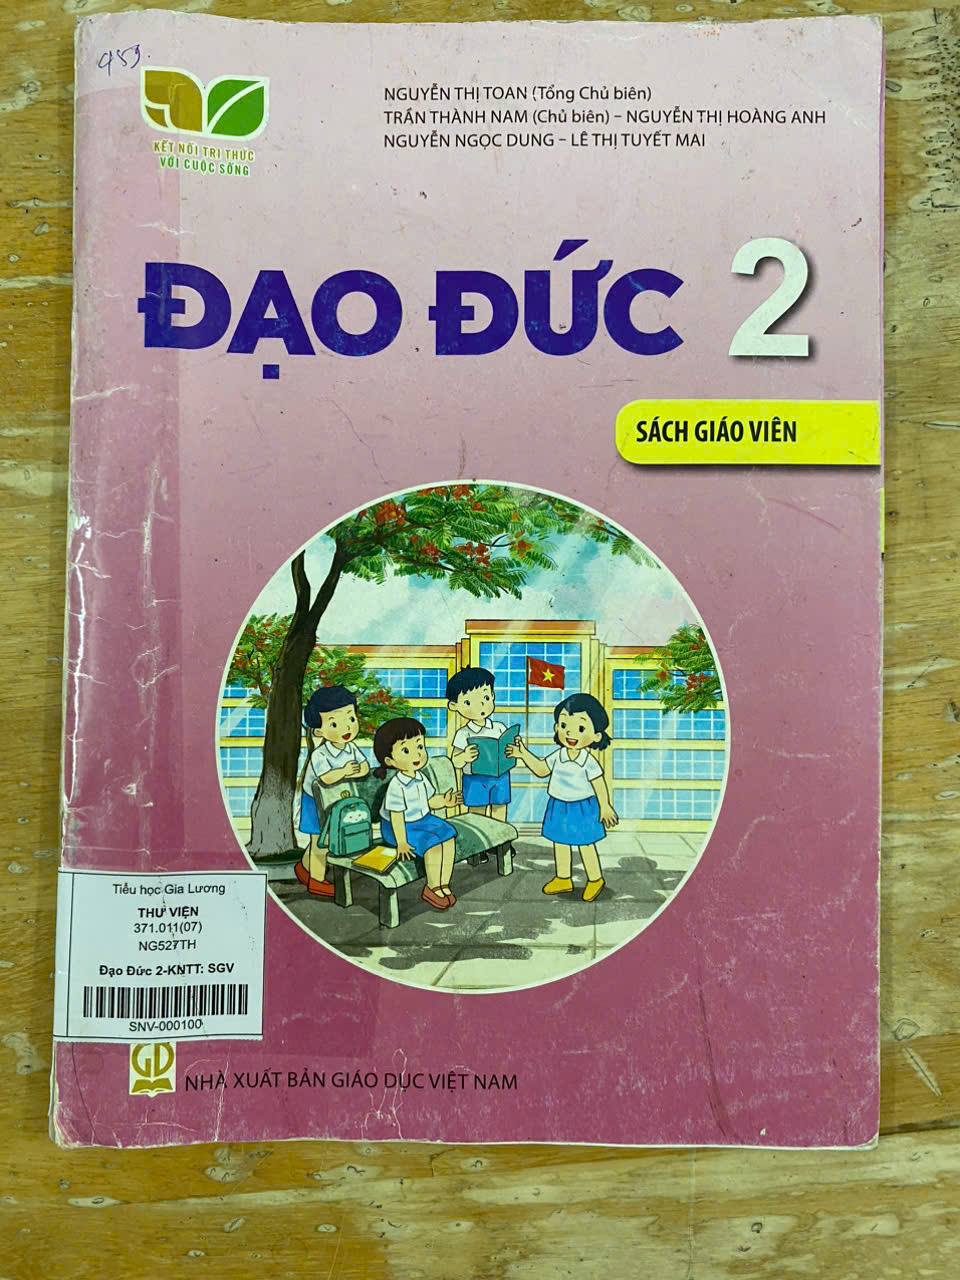 459.
KẾT NỐI TRI THỨC
VỚI CUỘC SỐNG
NGUYỄN THỊ TOAN (Tổng Chủ biên)
TRẦN THÀNH NAM (Chủ biên) – NGUYỄN THỊ HOÀNG ANH
NGUYỄN NGỌC DUNG – LÊ THỊ TUYẾT MAI
ĐẠO ĐỨC 2
SÁCH GIÁO VIÊN
Tiểu học Gia Lương
THƯ VIỆN
371.011(07)
NG527TH
Đạo Đức 2-KNTT: SGV
SNV-000100
GD
NHÀ XUẤT BẢN GIÁO DỤC VIỆT NAM